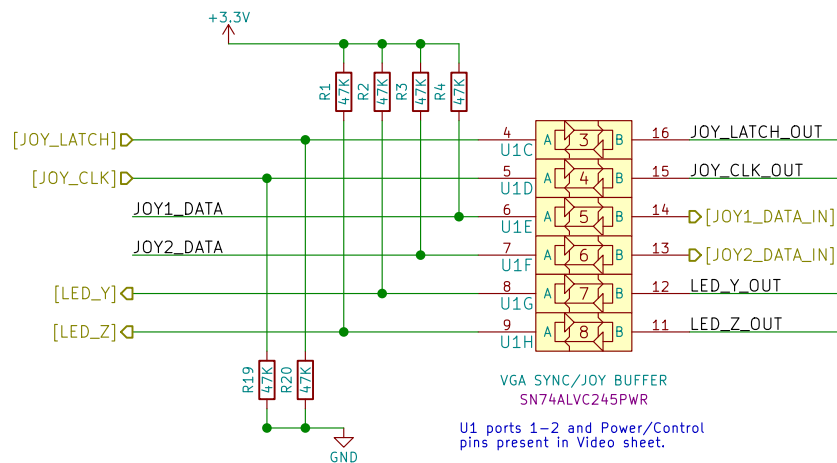 +3.3V
R1 47K
R2 47K
R3 47K
R4 47K
[JOY_LATCH] 4 U1C A 3 B 16 JOY_LATCH_OUT
[JOY_CLK] 5 U1D A 4 B 15 JOY_CLK_OUT
JOY1_DATA 6 U1E A 5 B 14 [JOY1_DATA_IN]
JOY2_DATA 7 U1F A 6 B 13 [JOY2_DATA_IN]
[LED_Y] 8 U1G A 7 B 12 LED_Y_OUT
[LED_Z] 9 U1H A 8 B 11 LED_Z_OUT
R19 47K
R20 47K
GND
VGA SYNC/JOY BUFFER
SN74ALVC245PWR
U1 ports 1-2 and Power/Control
pins present in Video sheet.